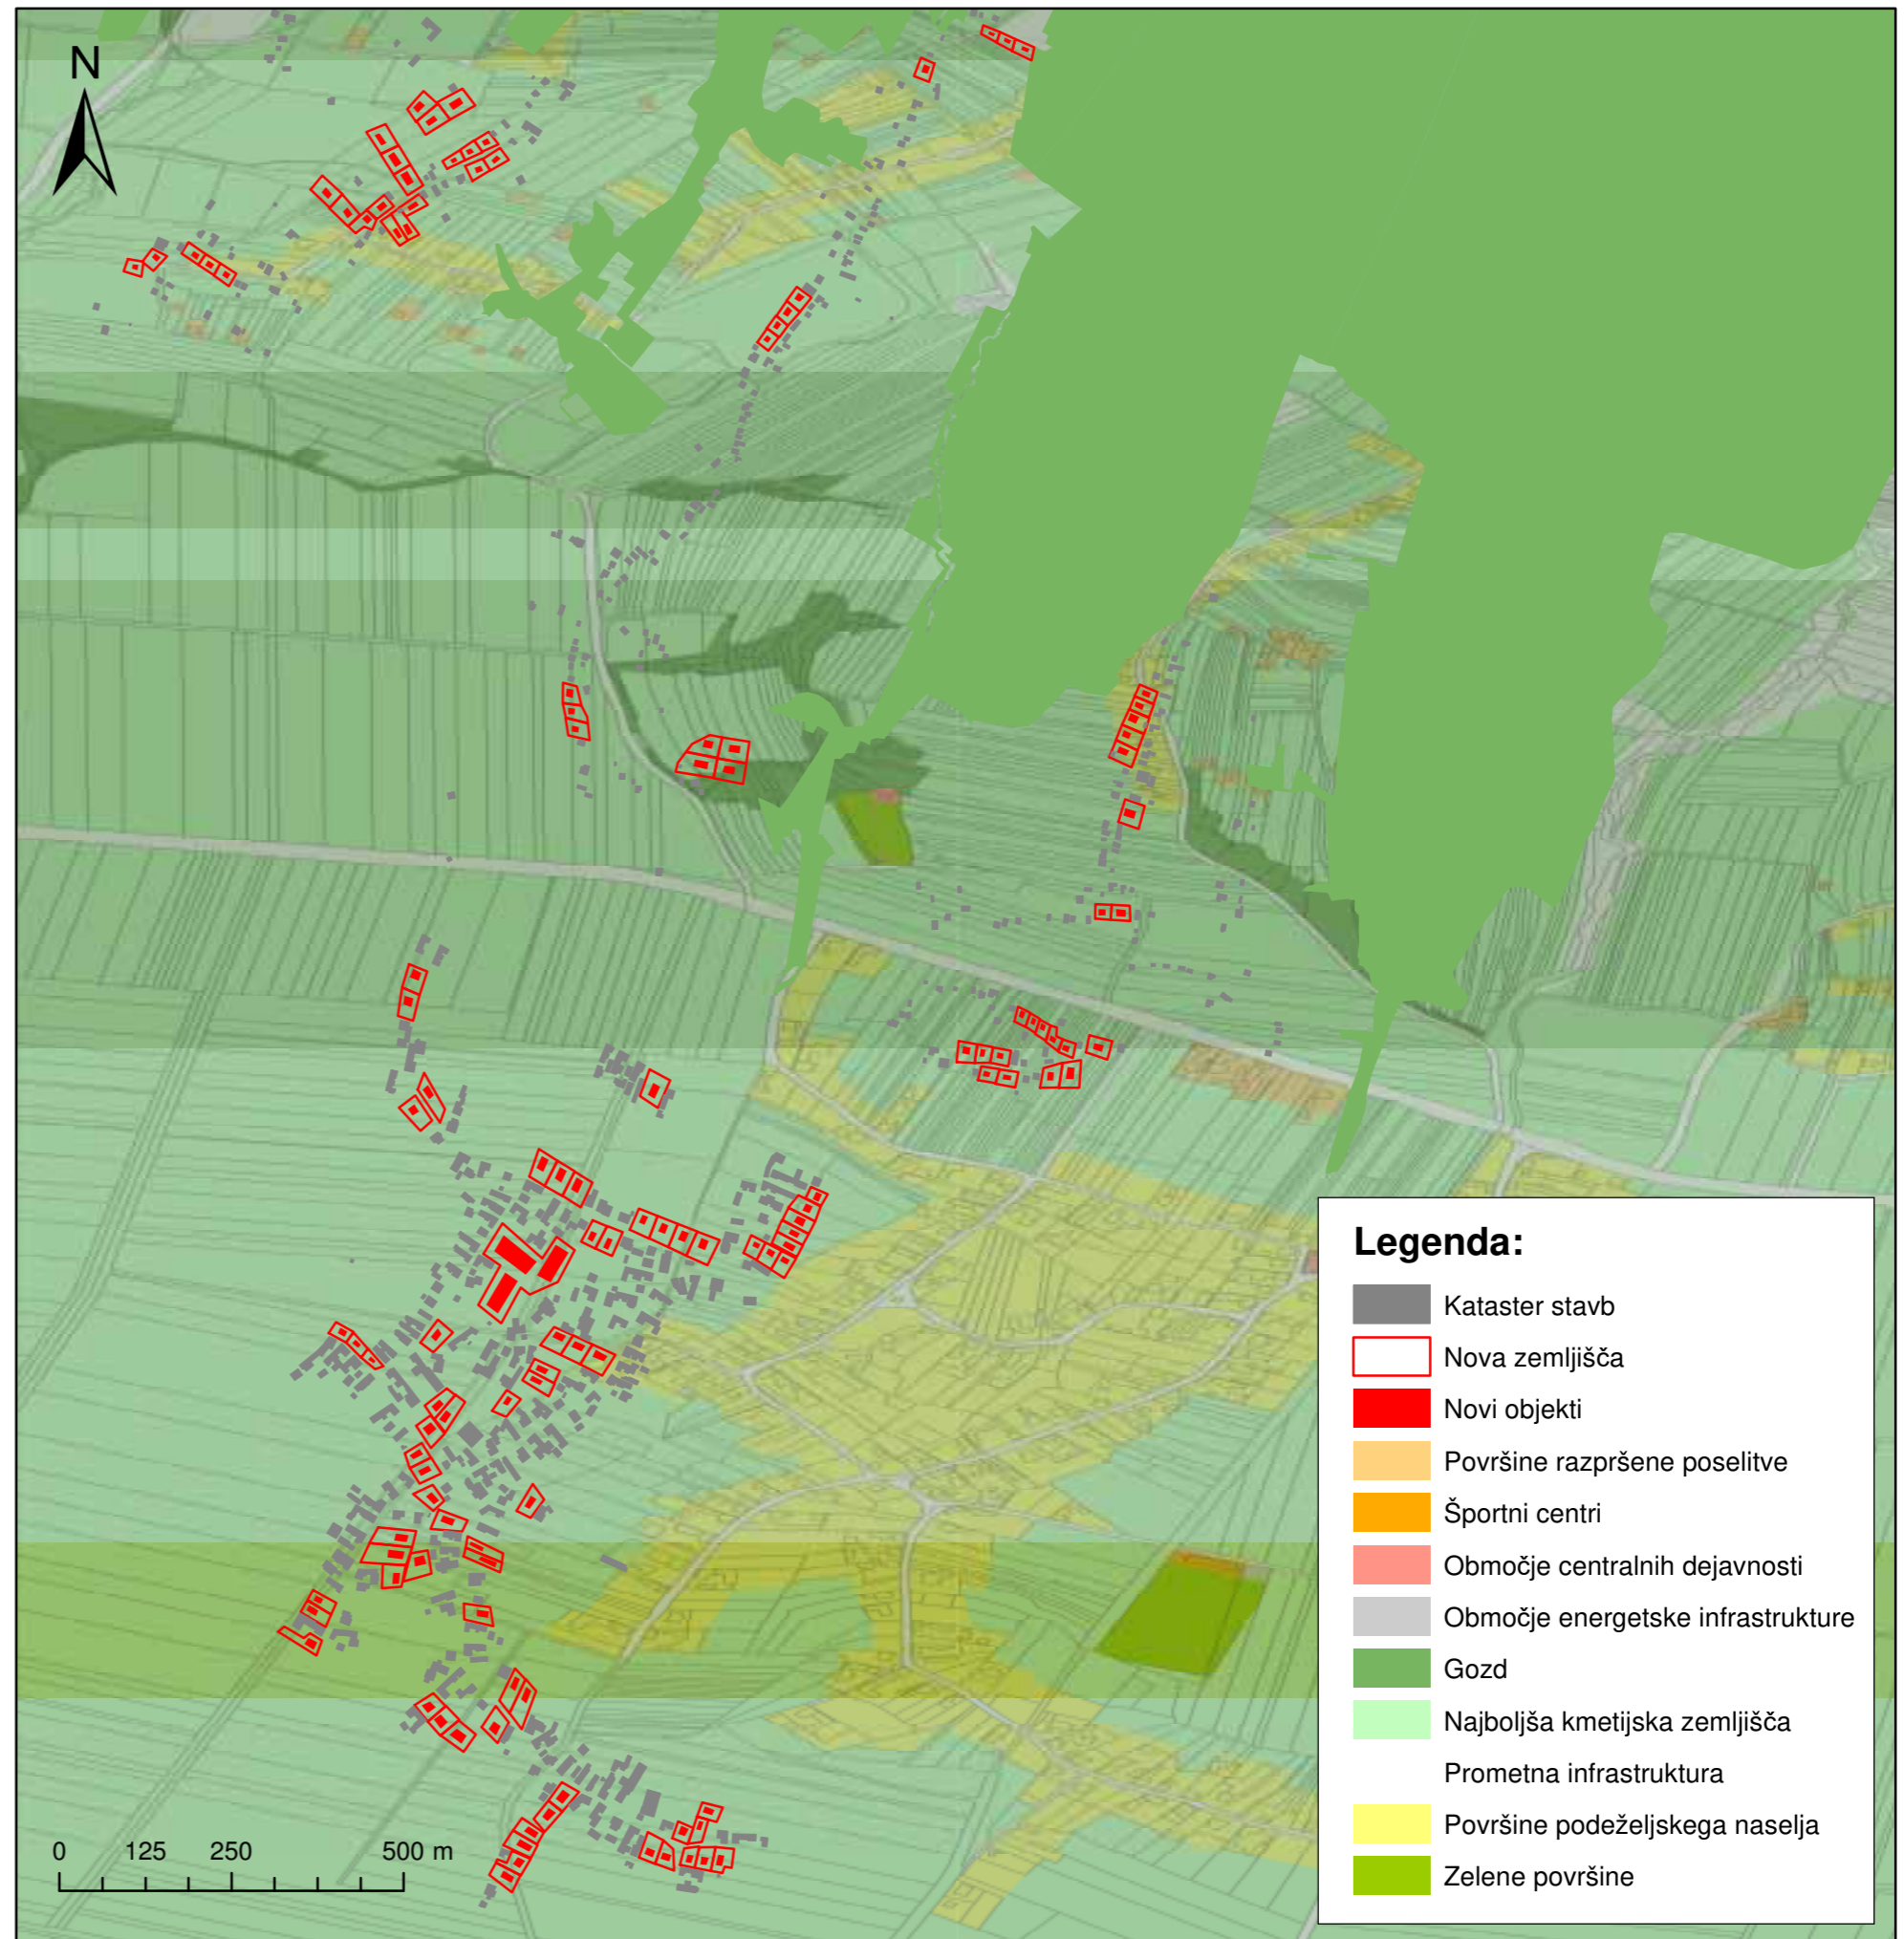 N
Legenda:
Kataster stavb
Nova zemljišča
Novi objekti
Površine razpršene poselitve
Športni centri
Območje centralnih dejavnosti
Območje energetske infrastrukture
Gozd
Najboljša kmetijska zemljišča
Prometna infrastruktura
Površine podeželjskega naselja
Zelene površine
0 125 250 500 m